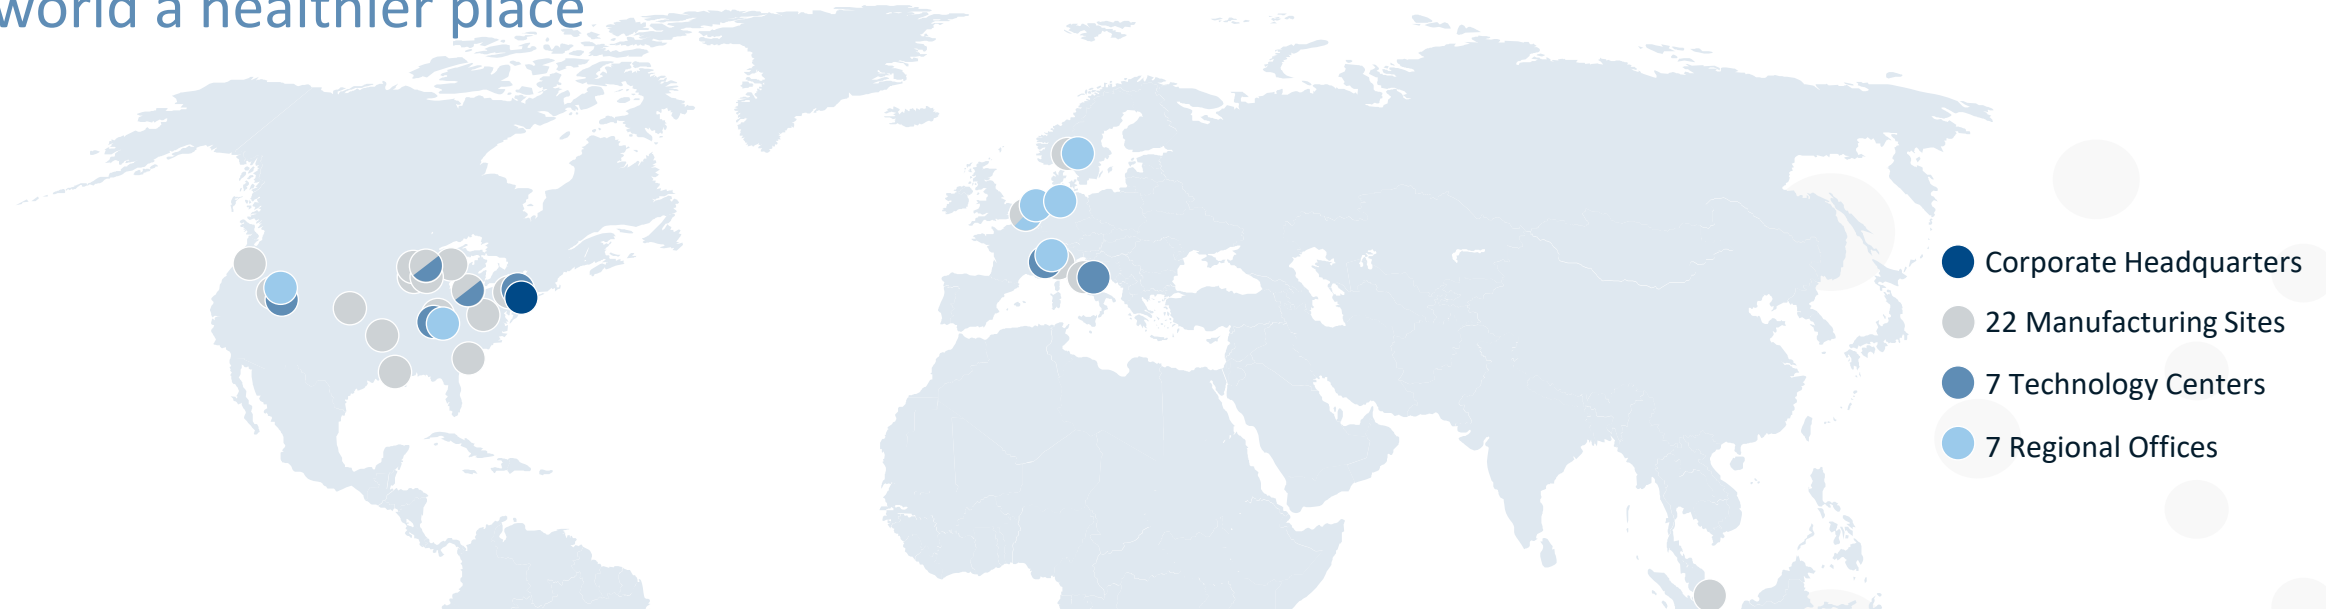 world a healthier place
Corporate Headquarters
22 Manufacturing Sites
7 Technology Centers
7 Regional Offices